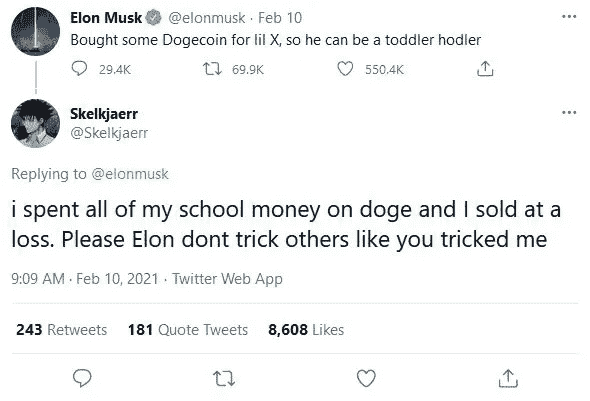 Elon Musk @elonmusk · Feb 10
Bought some Dogecoin for lil X, so he can be a toddler hodler
29.4K 69.9K 550.4K
Skelkjaerr
@Skelkjaerr
Replying to @elonmusk
i spent all of my school money on doge and I sold at a
loss. Please Elon dont trick others like you tricked me
9:09 AM · Feb 10, 2021 · Twitter Web App
243 Retweets 181 Quote Tweets 8,608 Likes